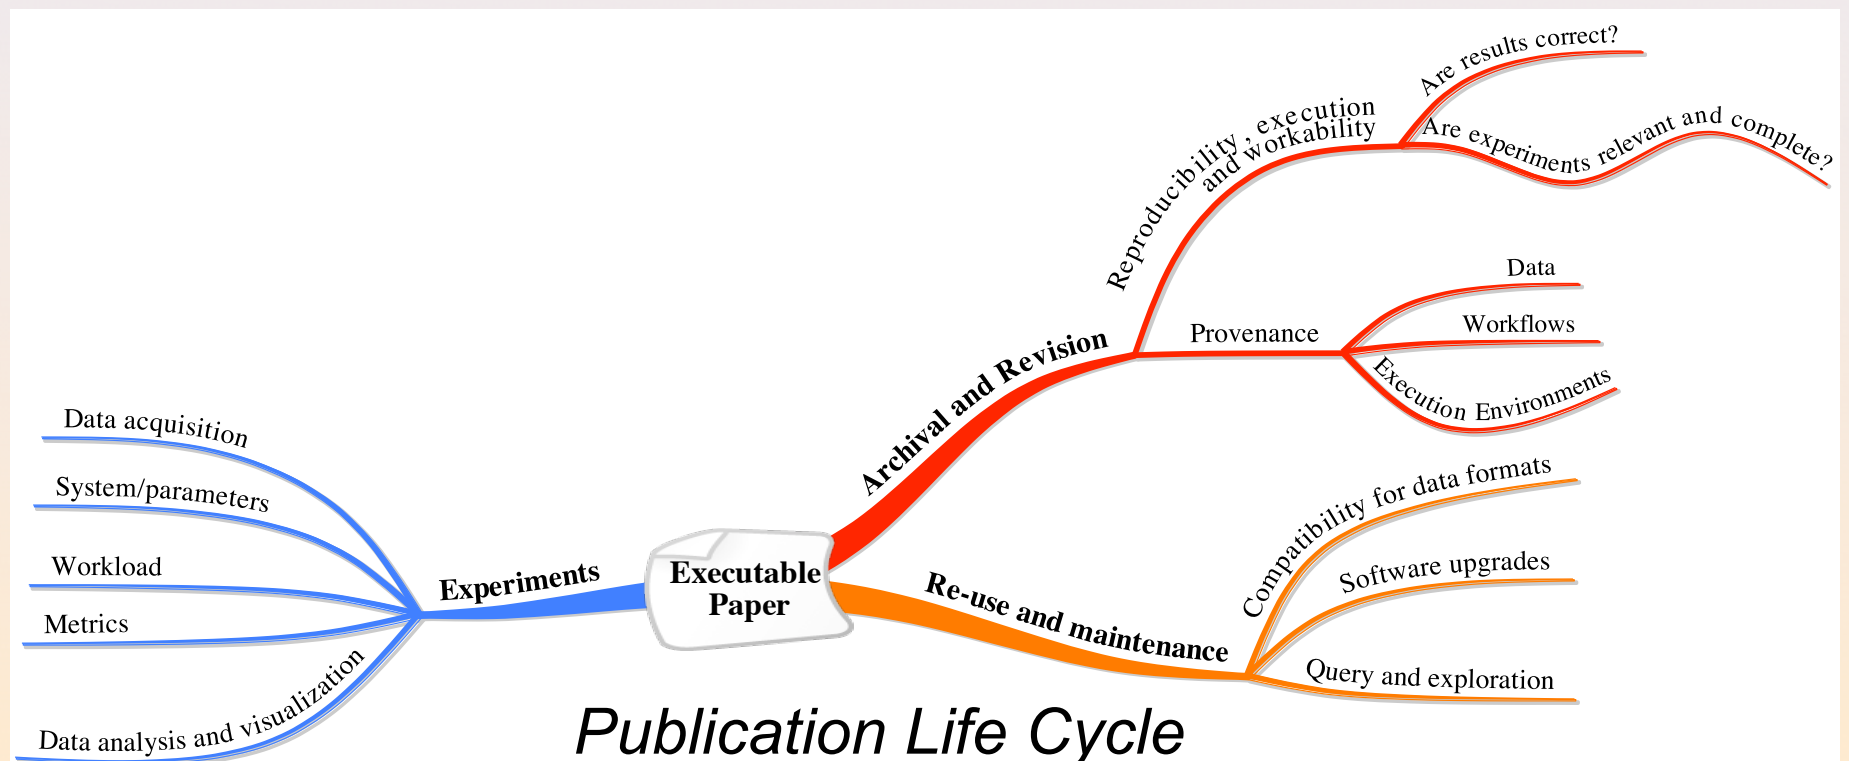 Are results correct?
Reproducibility, execution
and workability
Are experiments relevant and complete?
Data
Provenance
Workflows
Archival and Revision
Execution Environments
Data acquisition
Compatibility for data formats
System/parameters
Workload
Experiments
Executable
Paper
Software upgrades
Re-use and maintenance
Metrics
Query and exploration
Data analysis and visualization
Publication Life Cycle